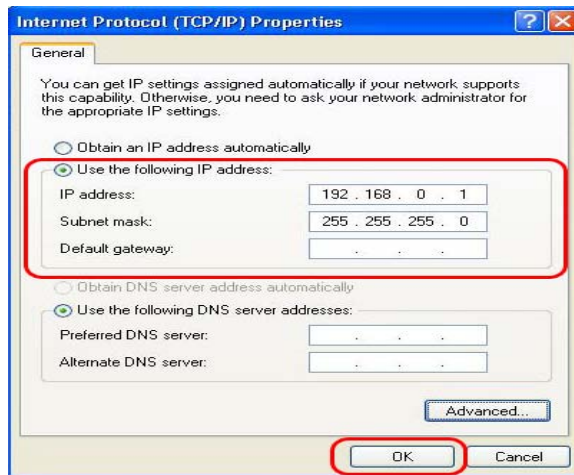 Internet Protocol (TCP/IP) Properties
General
You can get IP settings assigned automatically if your network supports
this capability. Otherwise, you need to ask your network administrator for
the appropriate IP settings.
Obtain an IP address automatically
Use the following IP address:
IP address: 192 . 168 . 0 . 1
Subnet mask: 255 . 255 . 255 . 0
Default gateway: . . .
Obtain DNS server address automatically
Use the following DNS server addresses:
Preferred DNS server: . . .
Alternate DNS server: . . .
Advanced...
OK Cancel